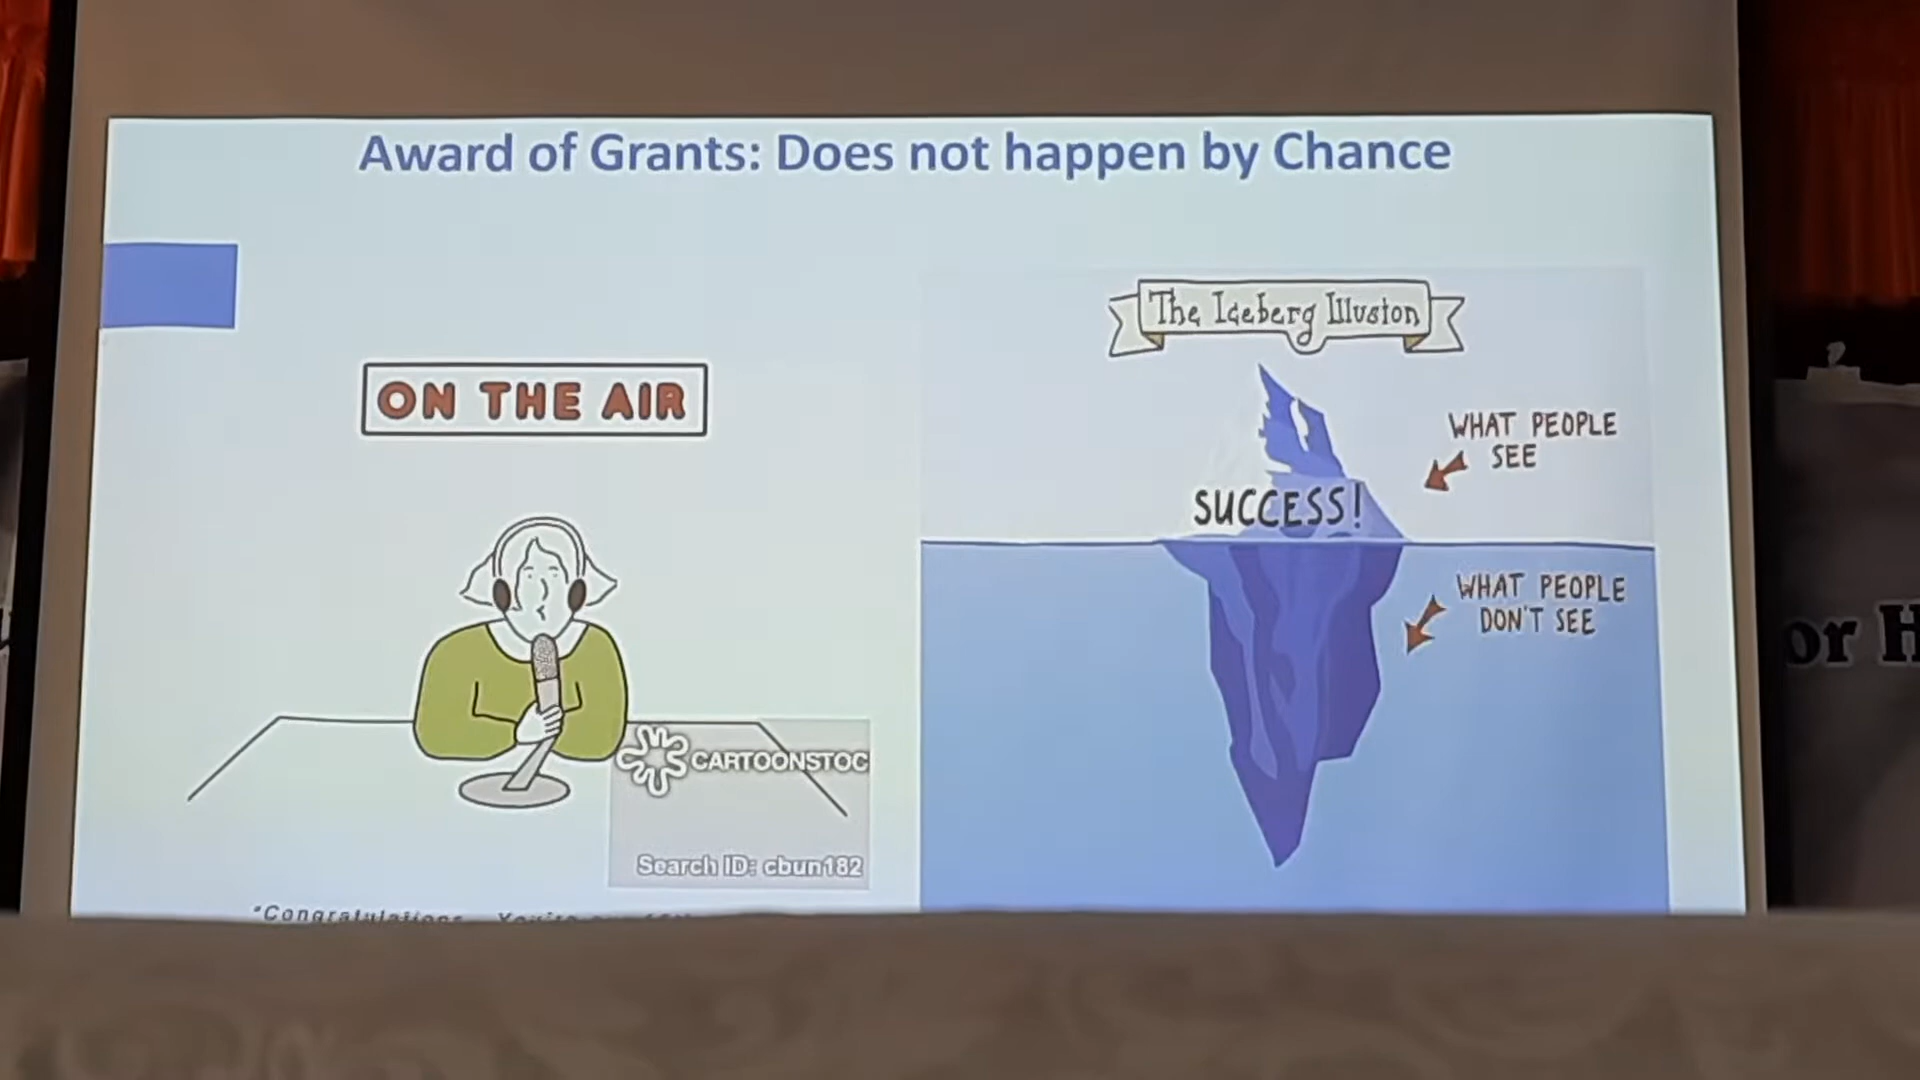 Award of Grants: Does not happen by Chance
ON THE AIR
CARTOONSTOC
Search ID: cbun182
"Congratulations
The Iceberg Illusion
WHAT PEOPLE
SEE
SUCCESS!
WHAT PEOPLE
DON'T SEE
or H